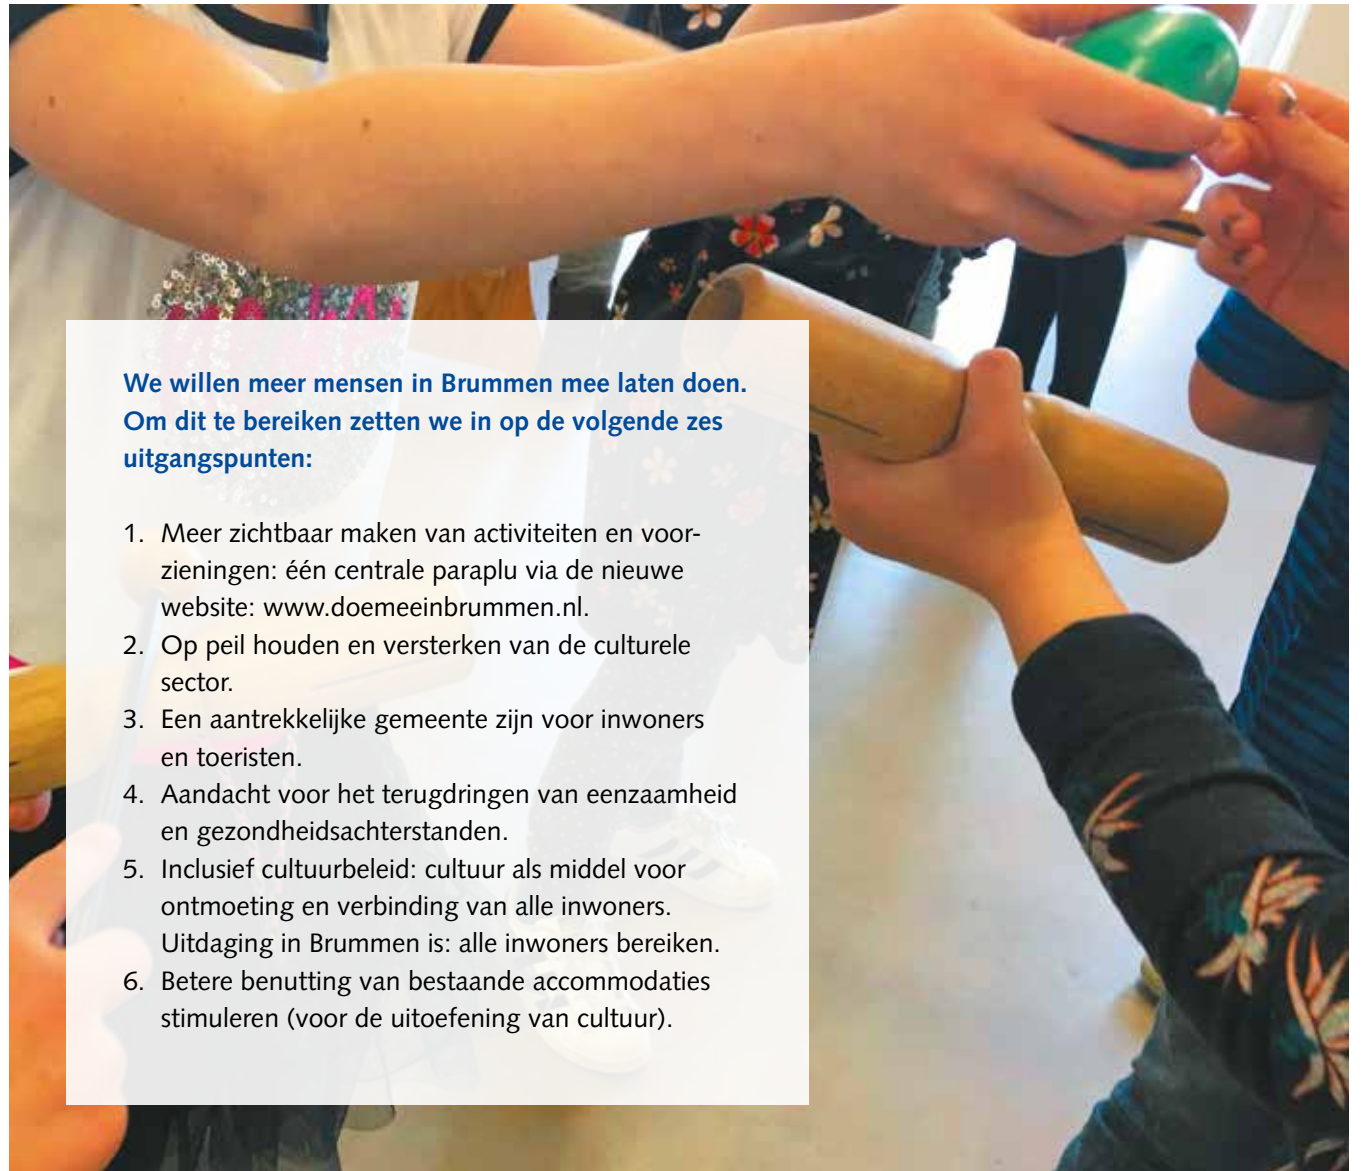 We willen meer mensen in Brummen mee laten doen.
Om dit te bereiken zetten we in op de volgende zes
uitgangspunten:
1. Meer zichtbaar maken van activiteiten en voor-
zieningen: één centrale paraplu via de nieuwe
website: www.doemeeinbrummen.nl.
2. Op peil houden en versterken van de culturele
sector.
3. Een aantrekkelijke gemeente zijn voor inwoners
en toeristen.
4. Aandacht voor het terugdringen van eenzaamheid
en gezondheidsachterstanden.
5. Inclusief cultuurbeleid: cultuur als middel voor
ontmoeting en verbinding van alle inwoners.
Uitdaging in Brummen is: alle inwoners bereiken.
6. Betere benutting van bestaande accommodaties
stimuleren (voor de uitoefening van cultuur).